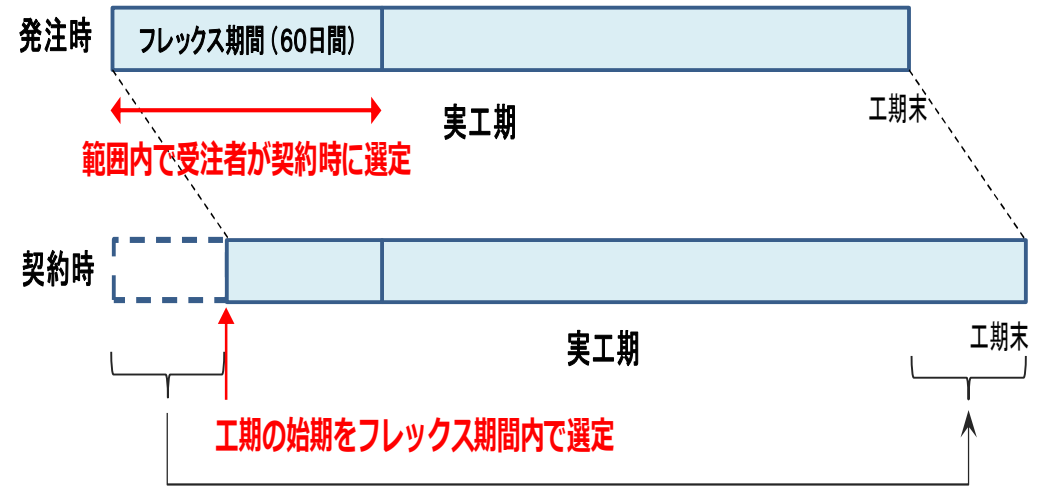 発注時
フレックス期間（60日間）
実工期
工期末
範囲内で受注者が契約時に選定
契約時
実工期
工期末
工期の始期をフレックス期間内で選定